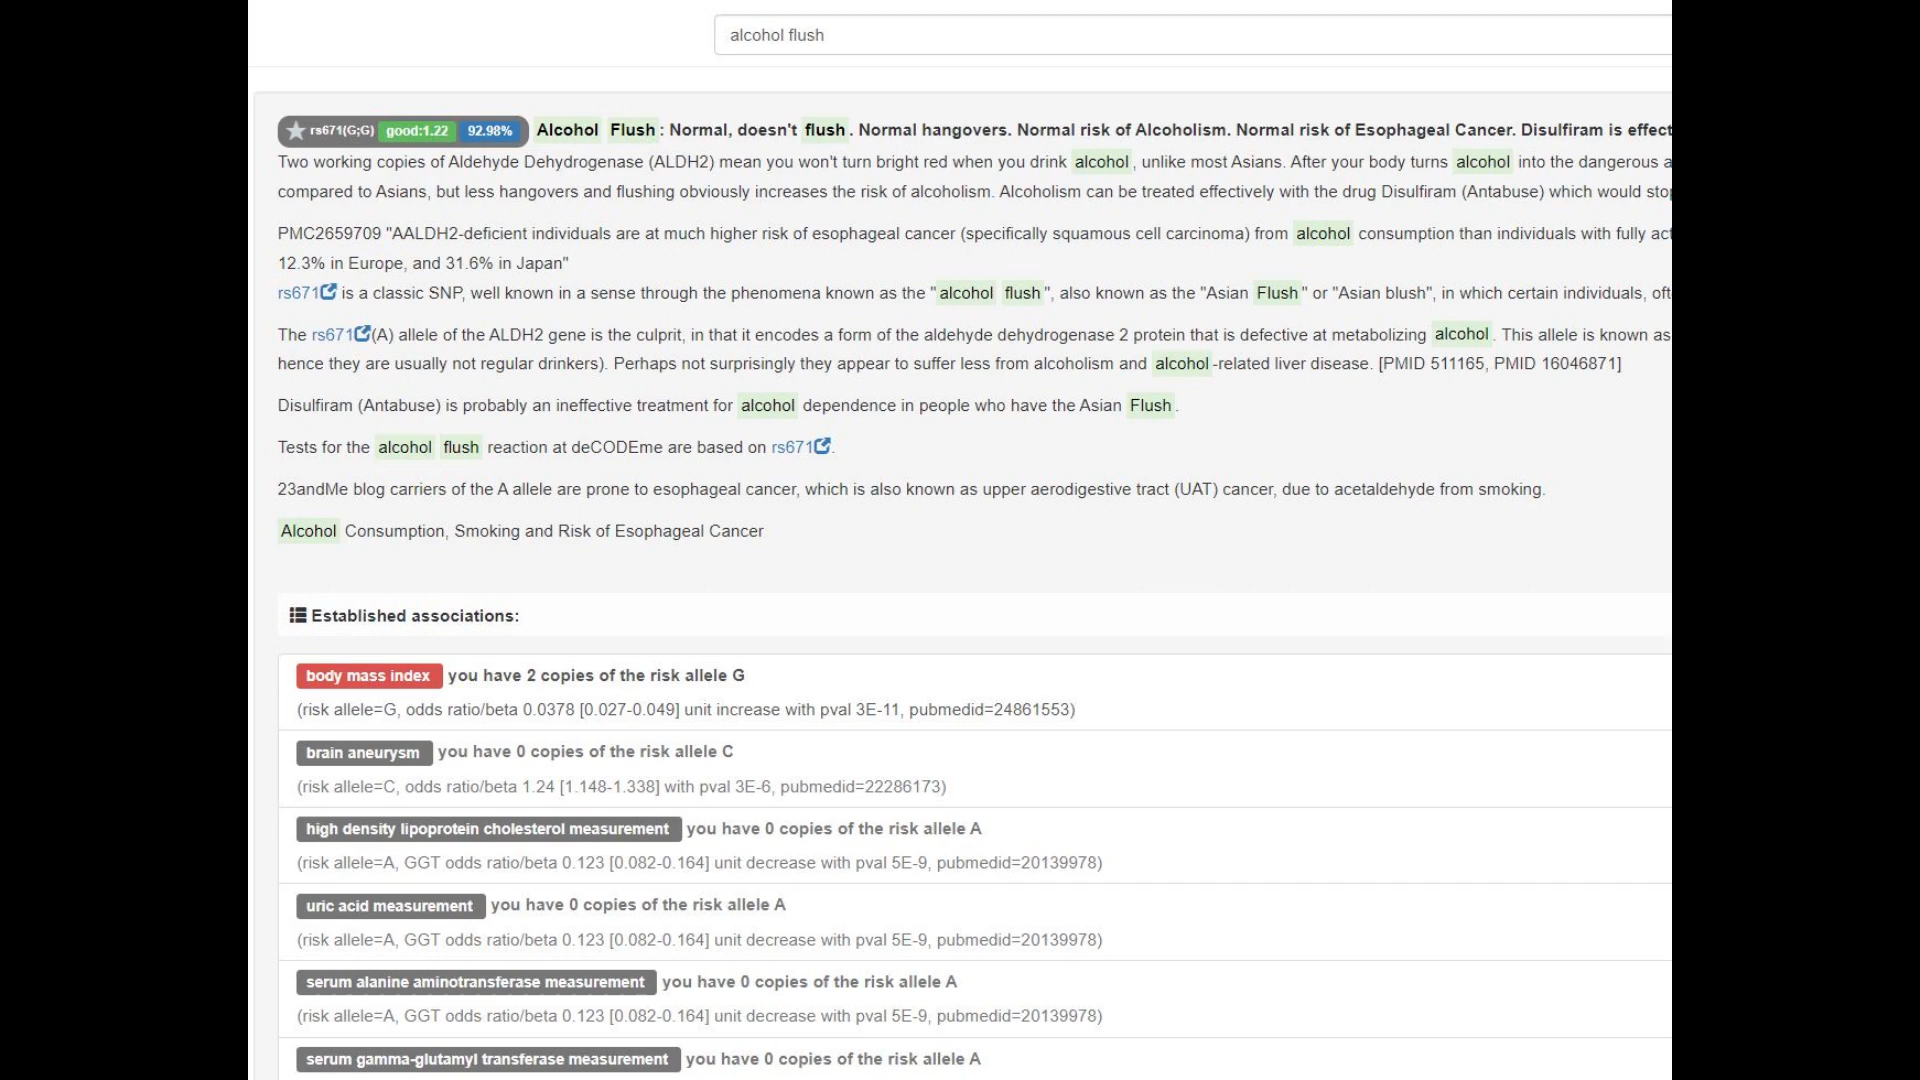 alcohol flush
rs671(G;G) good:1.22 92.98% Alcohol Flush: Normal, doesn't flush. Normal hangovers. Normal risk of Alcoholism. Normal risk of Esophageal Cancer. Disulfiram is effect
Two working copies of Aldehyde Dehydrogenase (ALDH2) mean you won't turn bright red when you drink alcohol, unlike most Asians. After your body turns alcohol into the dangerous a
compared to Asians, but less hangovers and flushing obviously increases the risk of alcoholism. Alcoholism can be treated effectively with the drug Disulfiram (Antabuse) which would stop
PMC2659709 "AALDH2-deficient individuals are at much higher risk of esophageal cancer (specifically squamous cell carcinoma) from alcohol consumption than individuals with fully act
12.3% in Europe, and 31.6% in Japan"
rs671 is a classic SNP, well known in a sense through the phenomena known as the "alcohol flush", also known as the "Asian Flush" or "Asian blush", in which certain individuals, oft
The rs671(A) allele of the ALDH2 gene is the culprit, in that it encodes a form of the aldehyde dehydrogenase 2 protein that is defective at metabolizing alcohol. This allele is known as
hence they are usually not regular drinkers). Perhaps not surprisingly they appear to suffer less from alcoholism and alcohol-related liver disease. [PMID 511165, PMID 16046871]
Disulfiram (Antabuse) is probably an ineffective treatment for alcohol dependence in people who have the Asian Flush.
Tests for the alcohol flush reaction at deCODEme are based on rs671.
23andMe blog carriers of the A allele are prone to esophageal cancer, which is also known as upper aerodigestive tract (UAT) cancer, due to acetaldehyde from smoking.
Alcohol Consumption, Smoking and Risk of Esophageal Cancer
Established associations:
body mass index you have 2 copies of the risk allele G
(risk allele=G, odds ratio/beta 0.0378 [0.027-0.049] unit increase with pval 3E-11, pubmedid=24861553)
brain aneurysm you have 0 copies of the risk allele C
(risk allele=C, odds ratio/beta 1.24 [1.148-1.338] with pval 3E-6, pubmedid=22286173)
high density lipoprotein cholesterol measurement you have 0 copies of the risk allele A
(risk allele=A, GGT odds ratio/beta 0.123 [0.082-0.164] unit decrease with pval 5E-9, pubmedid=20139978)
uric acid measurement you have 0 copies of the risk allele A
(risk allele=A, GGT odds ratio/beta 0.123 [0.082-0.164] unit decrease with pval 5E-9, pubmedid=20139978)
serum alanine aminotransferase measurement you have 0 copies of the risk allele A
(risk allele=A, GGT odds ratio/beta 0.123 [0.082-0.164] unit decrease with pval 5E-9, pubmedid=20139978)
serum gamma-glutamyl transferase measurement you have 0 copies of the risk allele A